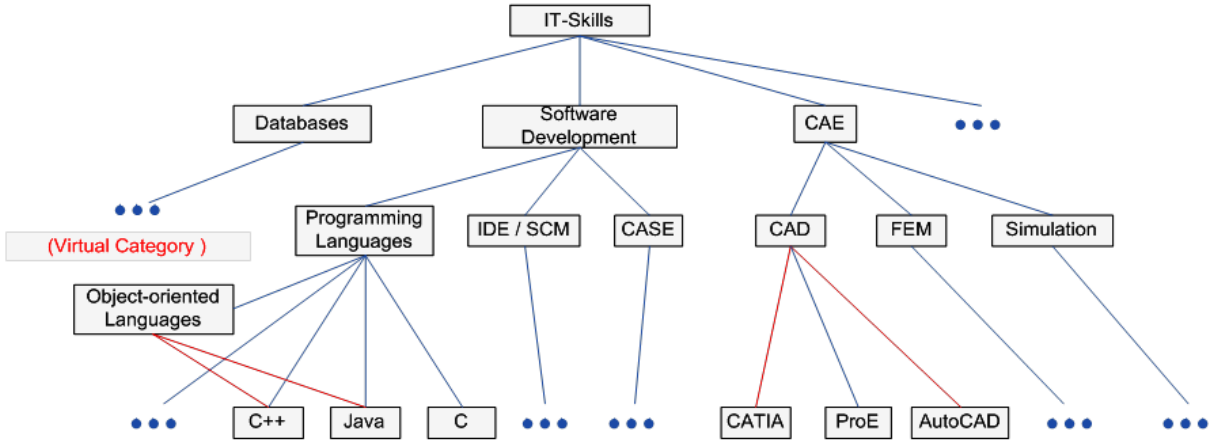 IT-Skills
Databases
Software
Development
CAE
(Virtual Category )
Programming
Languages
IDE / SCM
CASE
CAD
FEM
Simulation
Object-oriented
Languages
C++
Java
C
CATIA
ProE
AutoCAD